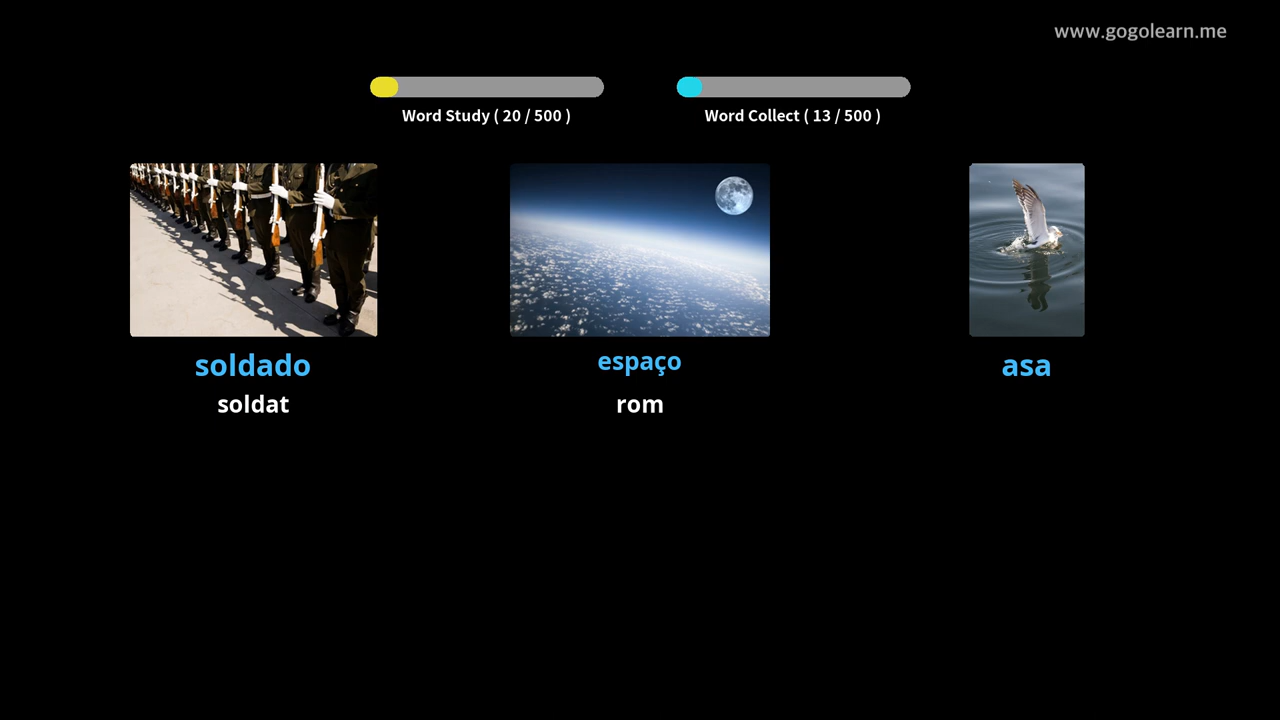 www.gogolearn.me
Word Study ( 20 / 500 )
Word Collect ( 13 / 500 )
soldado
espaço
asa
soldat
rom